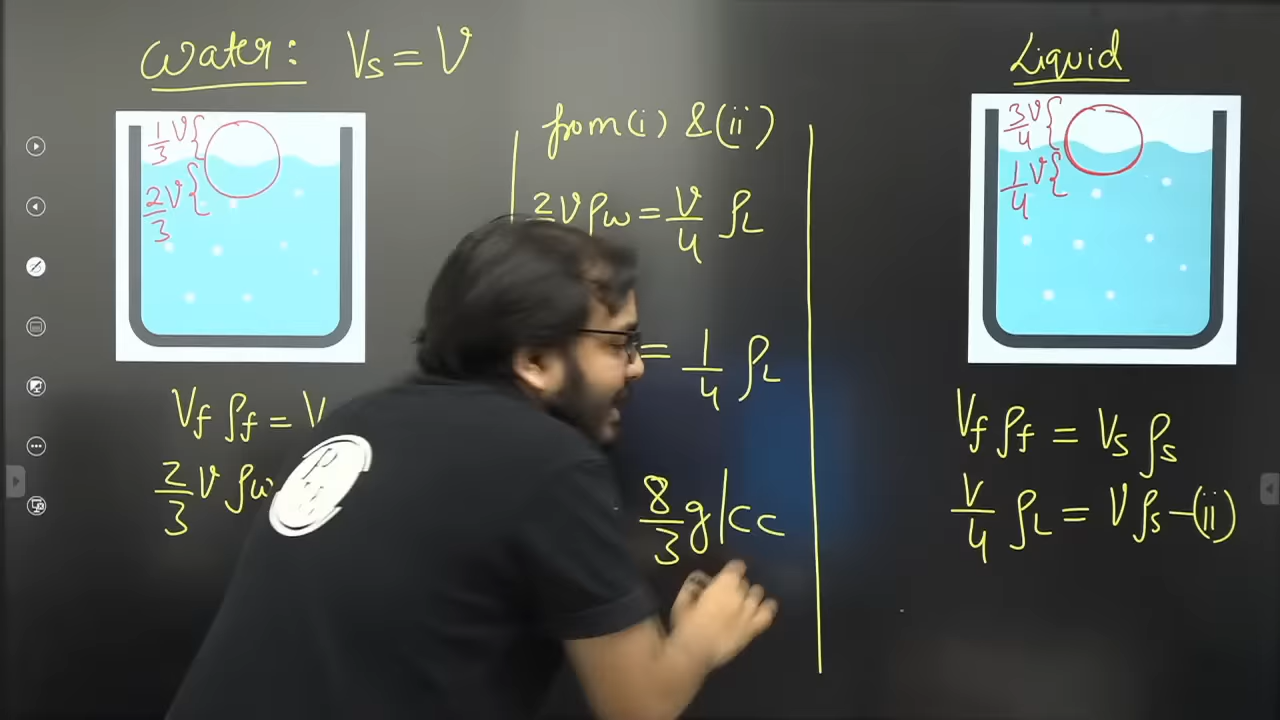 Water: Vs = V
1/3 V {
2/3 V {
Vf ρf = V
2/3 V ρw
from (i) & (ii)
2 V ρw = V/4 ρL
= 1/4 ρL
8/3 g/cc
Liquid
3/4 V {
1/4 V {
Vf ρf = Vs ρs
V/4 ρL = V ρs - (ii)